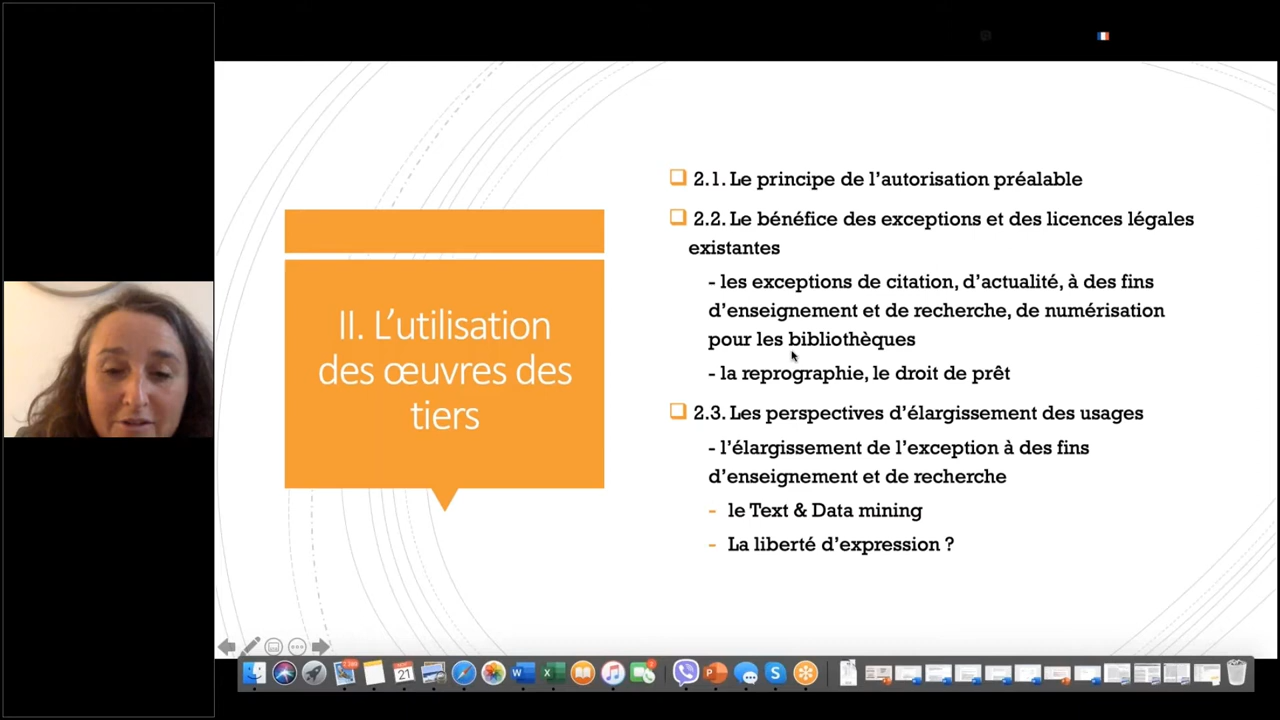 II. L'utilisation
des œuvres des
tiers
2.1. Le principe de l'autorisation préalable
2.2. Le bénéfice des exceptions et des licences légales
existantes
- les exceptions de citation, d'actualité, à des fins
d'enseignement et de recherche, de numérisation
pour les bibliothèques
- la reprographie, le droit de prêt
2.3. Les perspectives d'élargissement des usages
- l'élargissement de l'exception à des fins
d'enseignement et de recherche
- le Text & Data mining
- La liberté d'expression ?
21